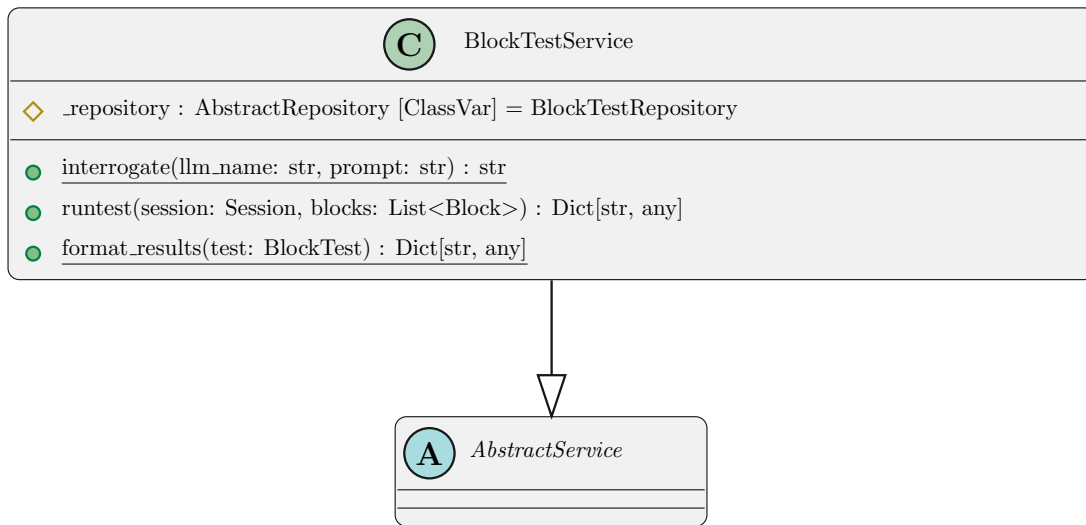 C BlockTestService
_repository : AbstractRepository [ClassVar] = BlockTestRepository
interrogate(llm_name: str, prompt: str) : str
runtest(session: Session, blocks: List<Block>) : Dict[str, any]
format_results(test: BlockTest) : Dict[str, any]
A AbstractService